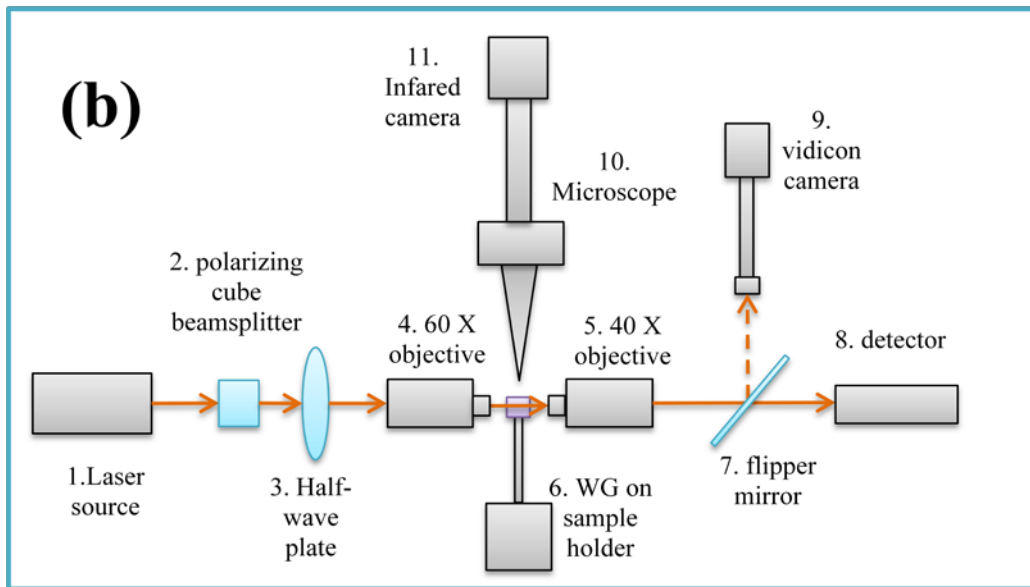 (b)
11.
Infared
camera
10.
Microscope
9.
vidicon
camera
2. polarizing
cube
beamsplitter
4. 60 X
objective
5. 40 X
objective
8. detector
1.Laser
source
3. Half-
wave
plate
6. WG on
sample
holder
7. flipper
mirror